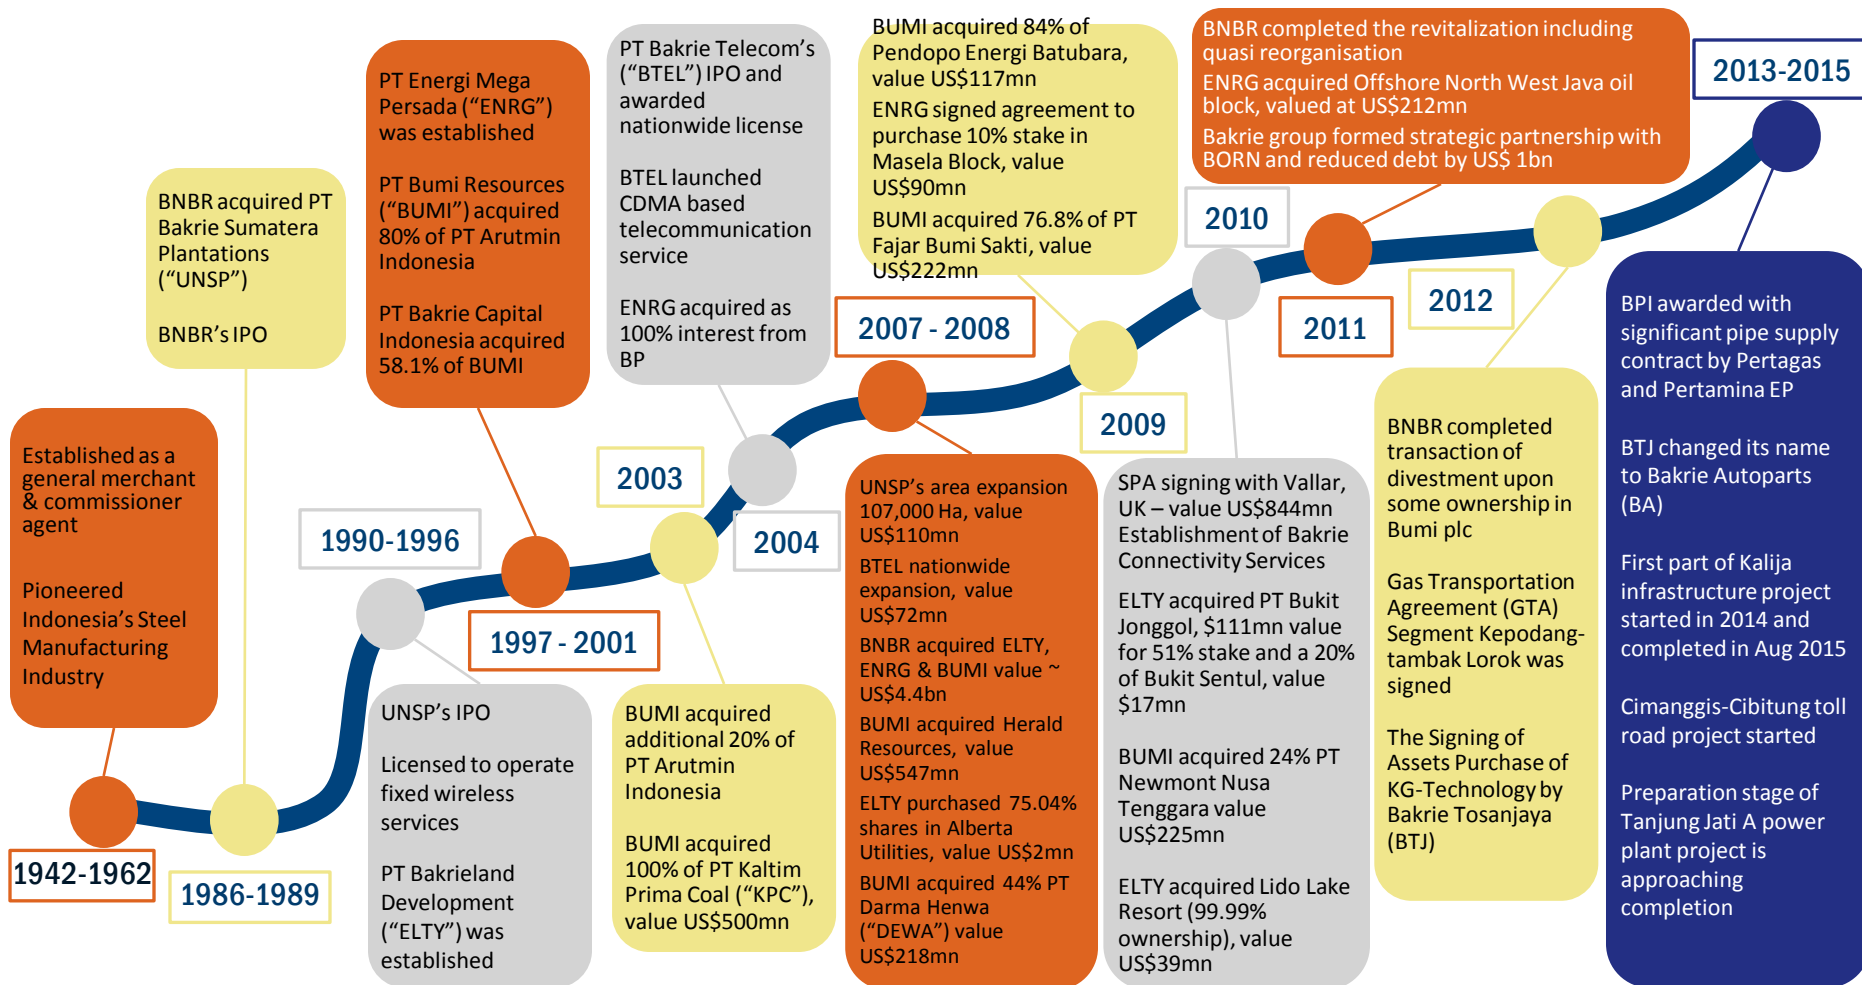 1942-1962
Established as a
general merchant
& commissioner
agent
Pioneered
Indonesia's Steel
Manufacturing
Industry
1986-1989
BNBR acquired PT
Bakrie Sumatera
Plantations
("UNSP")
BNBR's IPO
1990-1996
UNSP's IPO
Licensed to operate
fixed wireless
services
PT Bakrieland
Development
("ELTY") was
established
1997 - 2001
PT Energi Mega
Persada ("ENRG")
was established
PT Bumi Resources
("BUMI") acquired
80% of PT Arutmin
Indonesia
PT Bakrie Capital
Indonesia acquired
58.1% of BUMI
2003
BUMI acquired
additional 20% of
PT Arutmin
Indonesia
BUMI acquired
100% of PT Kaltim
Prima Coal ("KPC"),
value US$500mn
2004
PT Bakrie Telecom's
("BTEL") IPO and
awarded
nationwide license
BTEL launched
CDMA based
telecommunication
service
ENRG acquired as
100% interest from
BP
2007 - 2008
UNSP's area expansion
107,000 Ha, value
US$110mn
BTEL nationwide
expansion, value
US$72mn
BNBR acquired ELTY,
ENRG & BUMI value ~
US$4.4bn
BUMI acquired Herald
Resources, value
US$547mn
ELTY purchased 75.04%
shares in Alberta
Utilities, value US$2mn
BUMI acquired 44% PT
Darma Henwa
("DEWA") value
US$218mn
2009
BUMI acquired 84% of
Pendopo Energi Batubara,
value US$117mn
ENRG signed agreement to
purchase 10% stake in
Masela Block, value
US$90mn
BUMI acquired 76.8% of PT
Fajar Bumi Sakti, value
US$222mn
2010
SPA signing with Vallar,
UK – value US$844mn
Establishment of Bakrie
Connectivity Services
ELTY acquired PT Bukit
Jonggol, $111mn value
for 51% stake and a 20%
of Bukit Sentul, value
$17mn
BUMI acquired 24% PT
Newmont Nusa
Tenggara value
US$225mn
ELTY acquired Lido Lake
Resort (99.99%
ownership), value
US$39mn
2011
BNBR completed the revitalization including
quasi reorganisation
ENRG acquired Offshore North West Java oil
block, valued at US$212mn
Bakrie group formed strategic partnership with
BORN and reduced debt by US$ 1bn
2012
BNBR completed
transaction of
divestment upon
some ownership in
Bumi plc
Gas Transportation
Agreement (GTA)
Segment Kepodang-
tambak Lorok was
signed
The Signing of
Assets Purchase of
KG-Technology by
Bakrie Tosanjaya
(BTJ)
2013-2015
BPI awarded with
significant pipe supply
contract by Pertagas
and Pertamina EP
BTJ changed its name
to Bakrie Autoparts
(BA)
First part of Kalija
infrastructure project
started in 2014 and
completed in Aug 2015
Cimanggis-Cibitung toll
road project started
Preparation stage of
Tanjung Jati A power
plant project is
approaching
completion